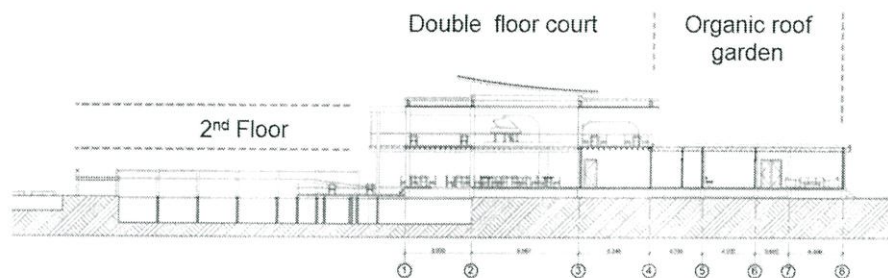 Double floor court
Organic roof
garden
2nd Floor
1 2 3 4 5 6 7 8